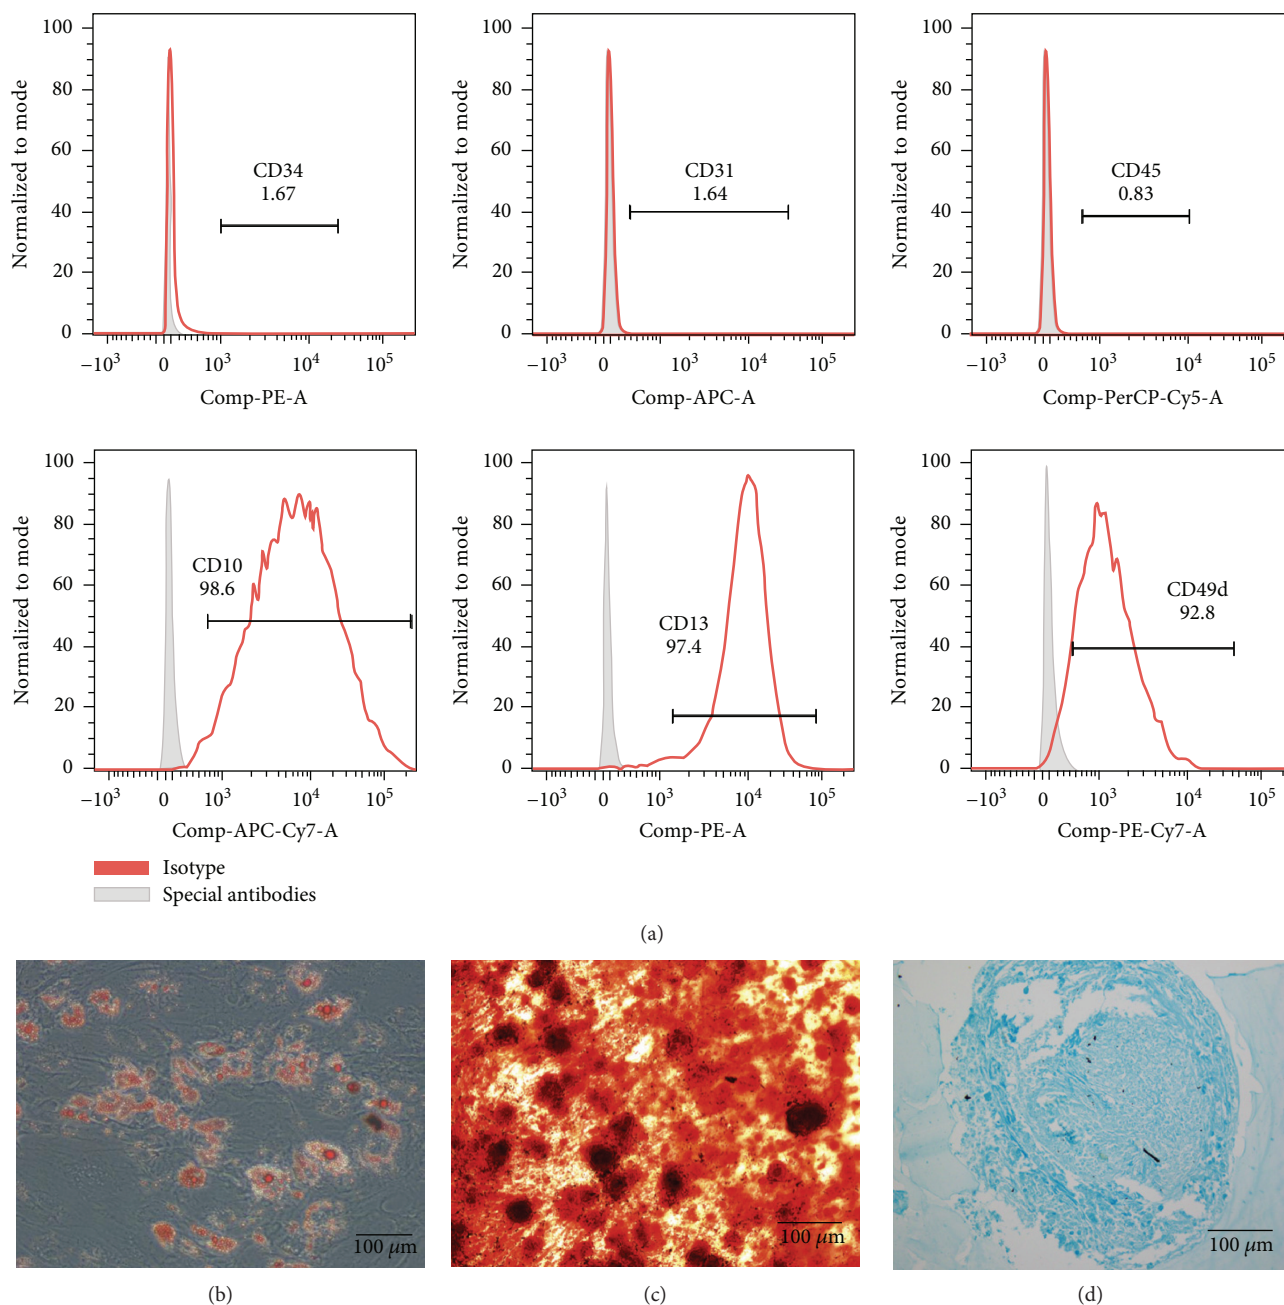 100
80
60
40
20
0
Normalized to mode
CD34
1.67
−10³ 0 10³ 10⁴ 10⁵
Comp-PE-A
100
80
60
40
20
0
Normalized to mode
CD31
1.64
−10³ 0 10³ 10⁴ 10⁵
Comp-APC-A
100
80
60
40
20
0
Normalized to mode
CD45
0.83
−10³ 0 10³ 10⁴ 10⁵
Comp-PerCP-Cy5-A
100
80
60
40
20
0
Normalized to mode
CD10
98.6
−10³ 0 10³ 10⁴ 10⁵
Comp-APC-Cy7-A
100
80
60
40
20
0
Normalized to mode
CD13
97.4
−10³ 0 10³ 10⁴ 10⁵
Comp-PE-A
100
80
60
40
20
0
Normalized to mode
CD49d
92.8
−10³ 0 10³ 10⁴ 10⁵
Comp-PE-Cy7-A
Isotype
Special antibodies
(a)
100 μm
(b)
100 μm
(c)
100 μm
(d)